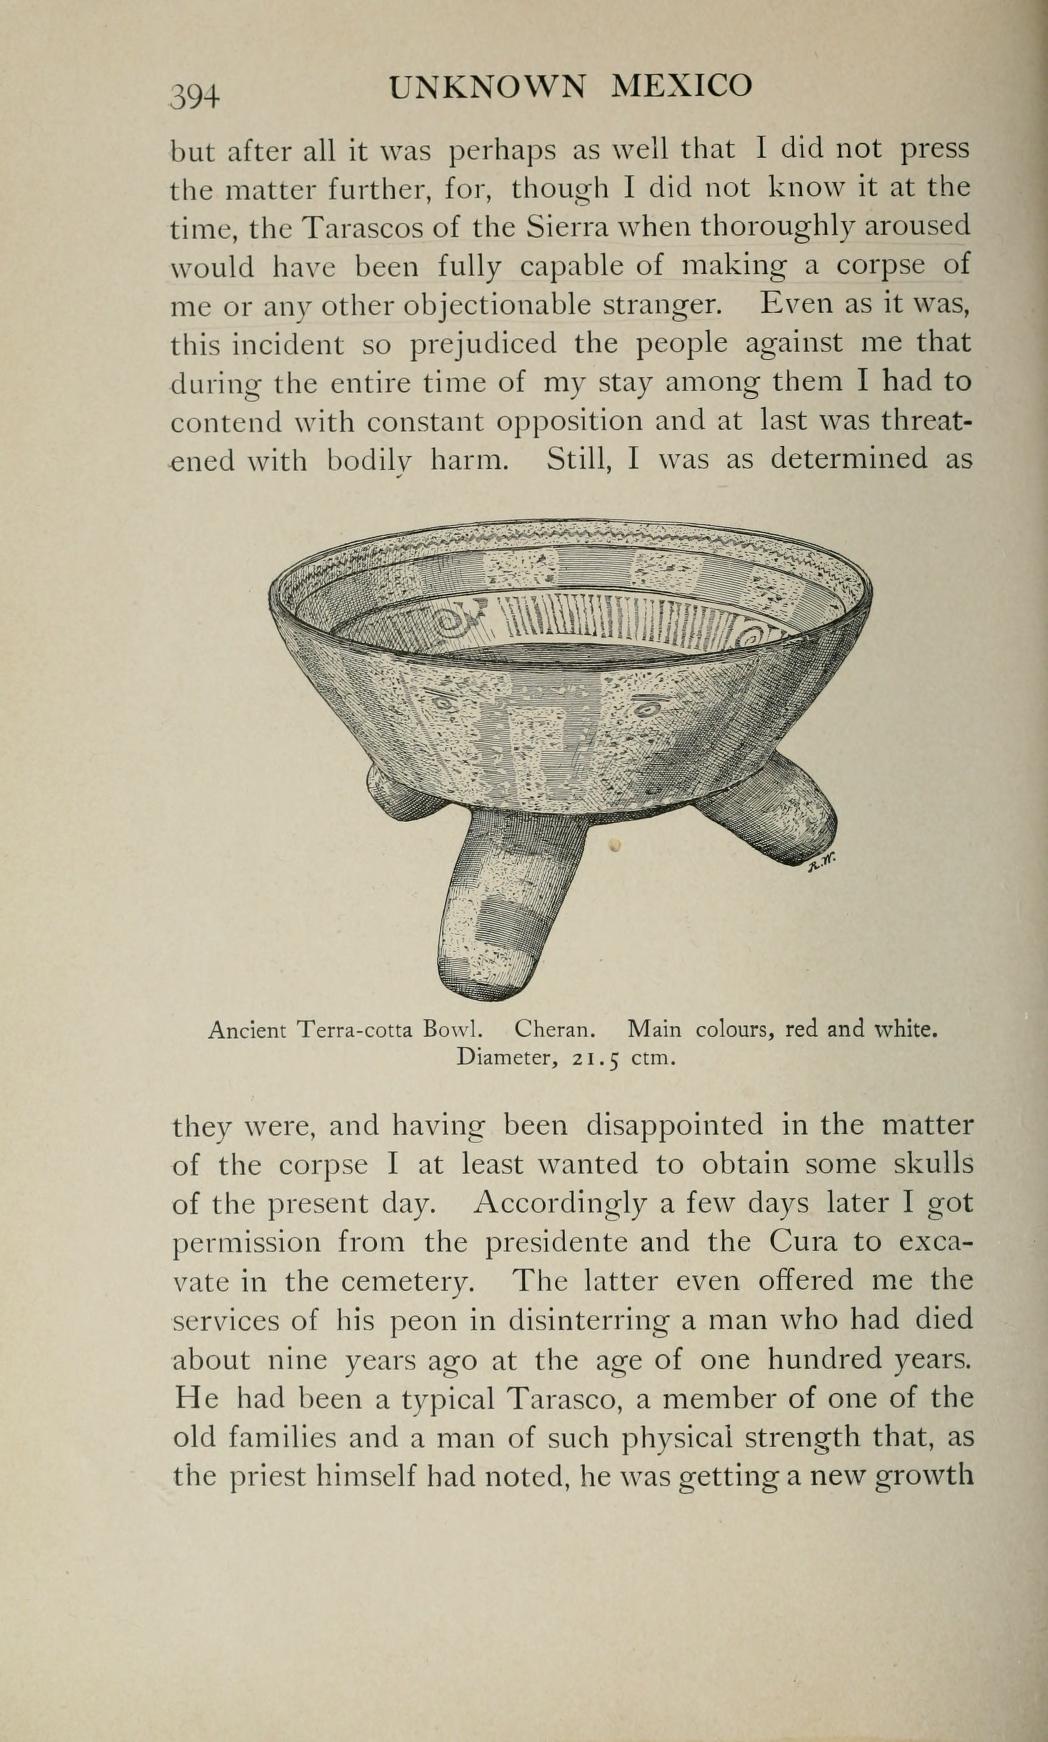 394
UNKNOWN MEXICO
but after all it was perhaps as well that I did not press
the matter further, for, though I did not know it at the
time, the Tarascos of the Sierra when thoroughly aroused
would have been fully capable of making a corpse of
me or any other objectionable stranger. Even as it was,
this incident so prejudiced the people against me that
during the entire time of my stay among them I had to
contend with constant opposition and at last was threat-
ened with bodily harm. Still, I was as determined as
R.W.
Ancient Terra-cotta Bowl. Cheran. Main colours, red and white.
Diameter, 21.5 ctm.
they were, and having been disappointed in the matter
of the corpse I at least wanted to obtain some skulls
of the present day. Accordingly a few days later I got
permission from the presidente and the Cura to exca-
vate in the cemetery. The latter even offered me the
services of his peon in disinterring a man who had died
about nine years ago at the age of one hundred years.
He had been a typical Tarasco, a member of one of the
old families and a man of such physical strength that, as
the priest himself had noted, he was getting a new growth